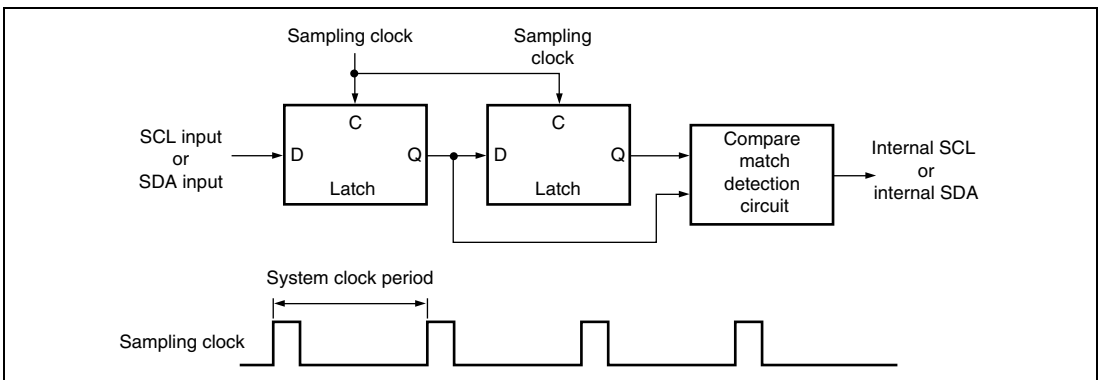 Sampling clock
Sampling
clock
C
C
SCL input
or
SDA input
D
Q
D
Q
Latch
Latch
Compare
match
detection
circuit
Internal SCL
or
internal SDA
System clock period
Sampling clock